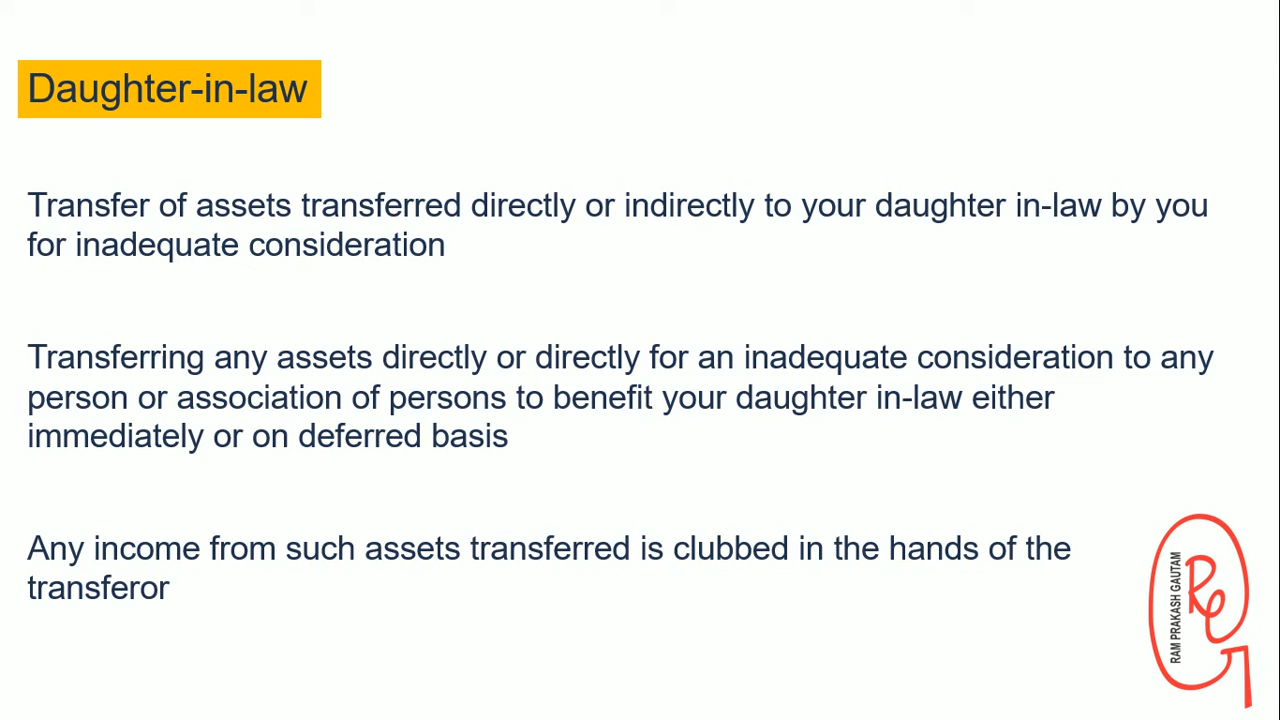 Daughter-in-law
Transfer of assets transferred directly or indirectly to your daughter in-law by you
for inadequate consideration
Transferring any assets directly or directly for an inadequate consideration to any
person or association of persons to benefit your daughter in-law either
immediately or on deferred basis
Any income from such assets transferred is clubbed in the hands of the
transferor
RAM PRAKASH GAUTAM